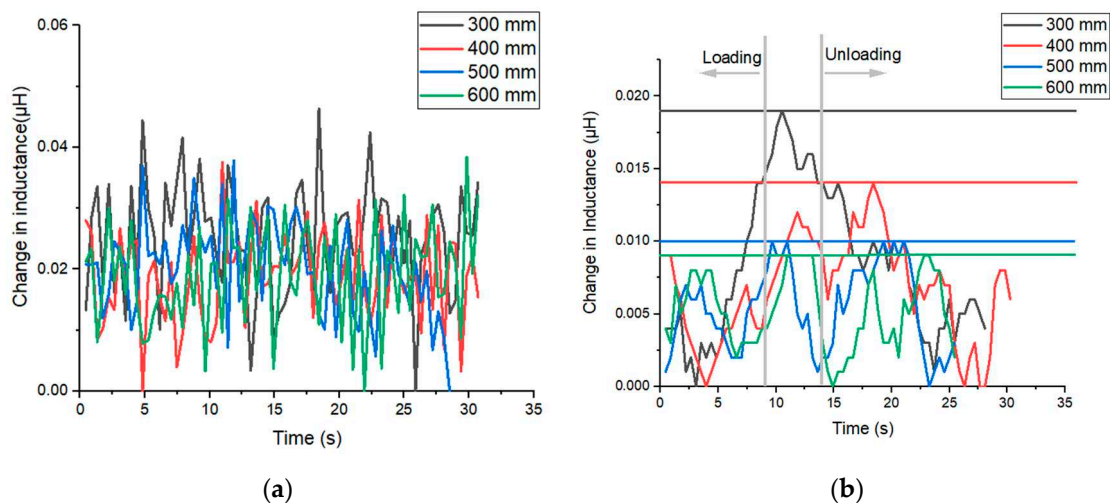 300 mm
400 mm
500 mm
600 mm
0.06
0.04
0.02
0.00
Change in inductance(μH)
0 5 10 15 20 25 30 35
Time (s)
(a)
300 mm
400 mm
500 mm
600 mm
Loading
Unloading
0.020
0.015
0.010
0.005
0.000
Change in Inductance (μH)
0 5 10 15 20 25 30 35
Time (s)
(b)